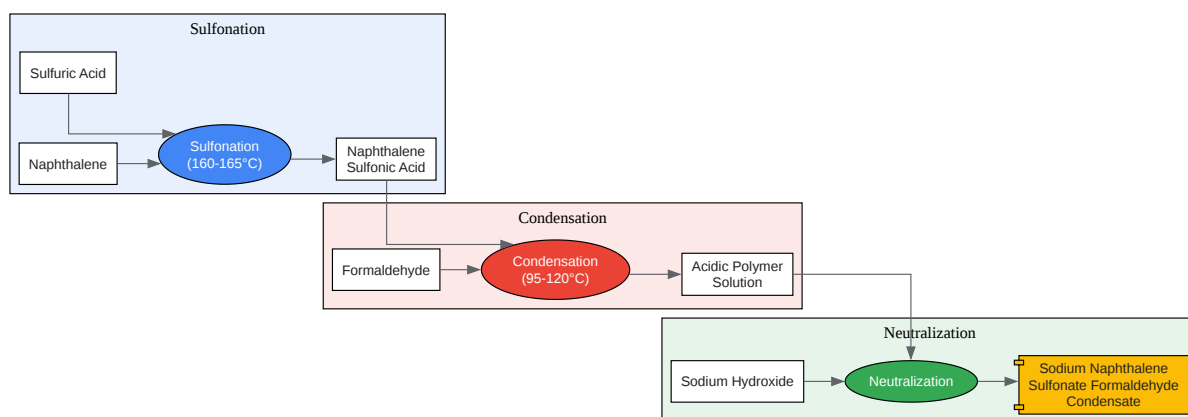 Sulfonation
Sulfuric Acid
Naphthalene
Sulfonation
(160-165°C)
Naphthalene
Sulfonic Acid
Condensation
Formaldehyde
Condensation
(95-120°C)
Acidic Polymer
Solution
Neutralization
Sodium Hydroxide
Neutralization
Sodium Naphthalene
Sulfonate Formaldehyde
Condensate